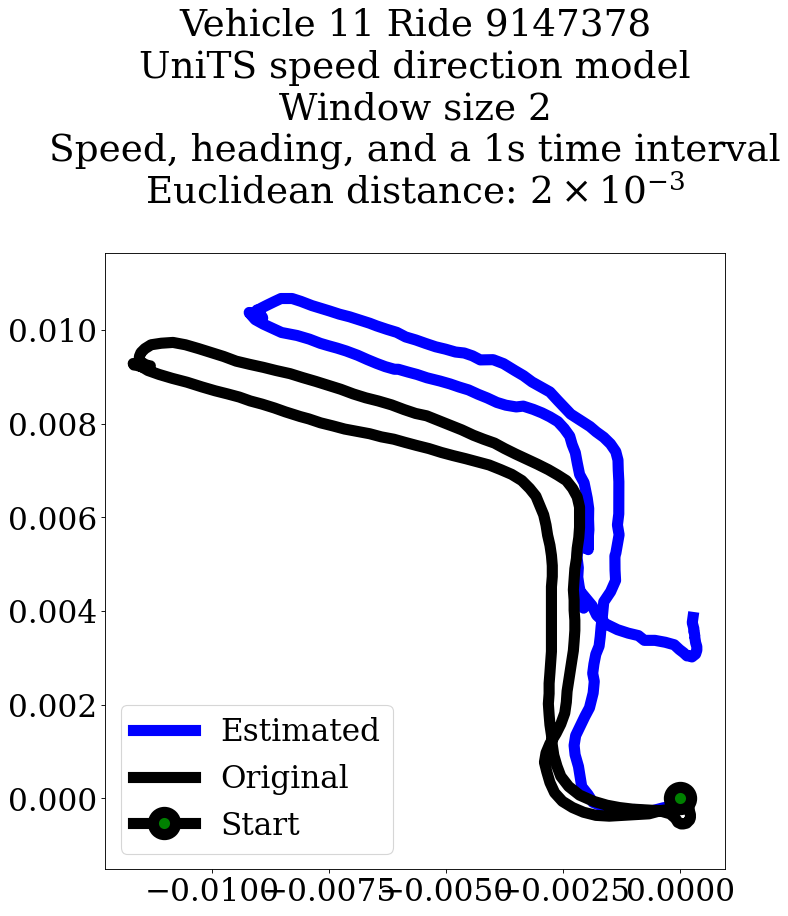 Vehicle 11 Ride 9147378
UniTS speed direction model
Window size 2
Speed, heading, and a 1s time interval
Euclidean distance: 2 × 10⁻³
0.010
0.008
0.006
0.004
0.002
0.000
Estimated
Original
Start
−0.0100 −0.0075 −0.0050 −0.0025 0.0000